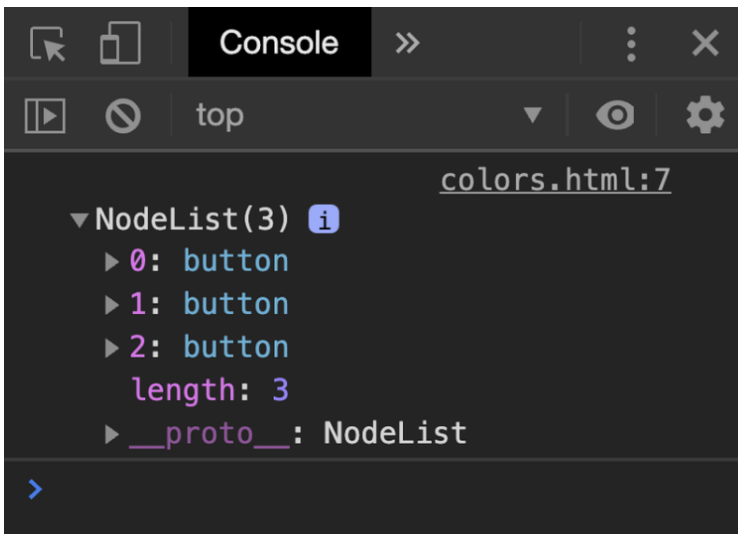 Console
top
colors.html:7
NodeList(3) i
0: button
1: button
2: button
length: 3
__proto__: NodeList